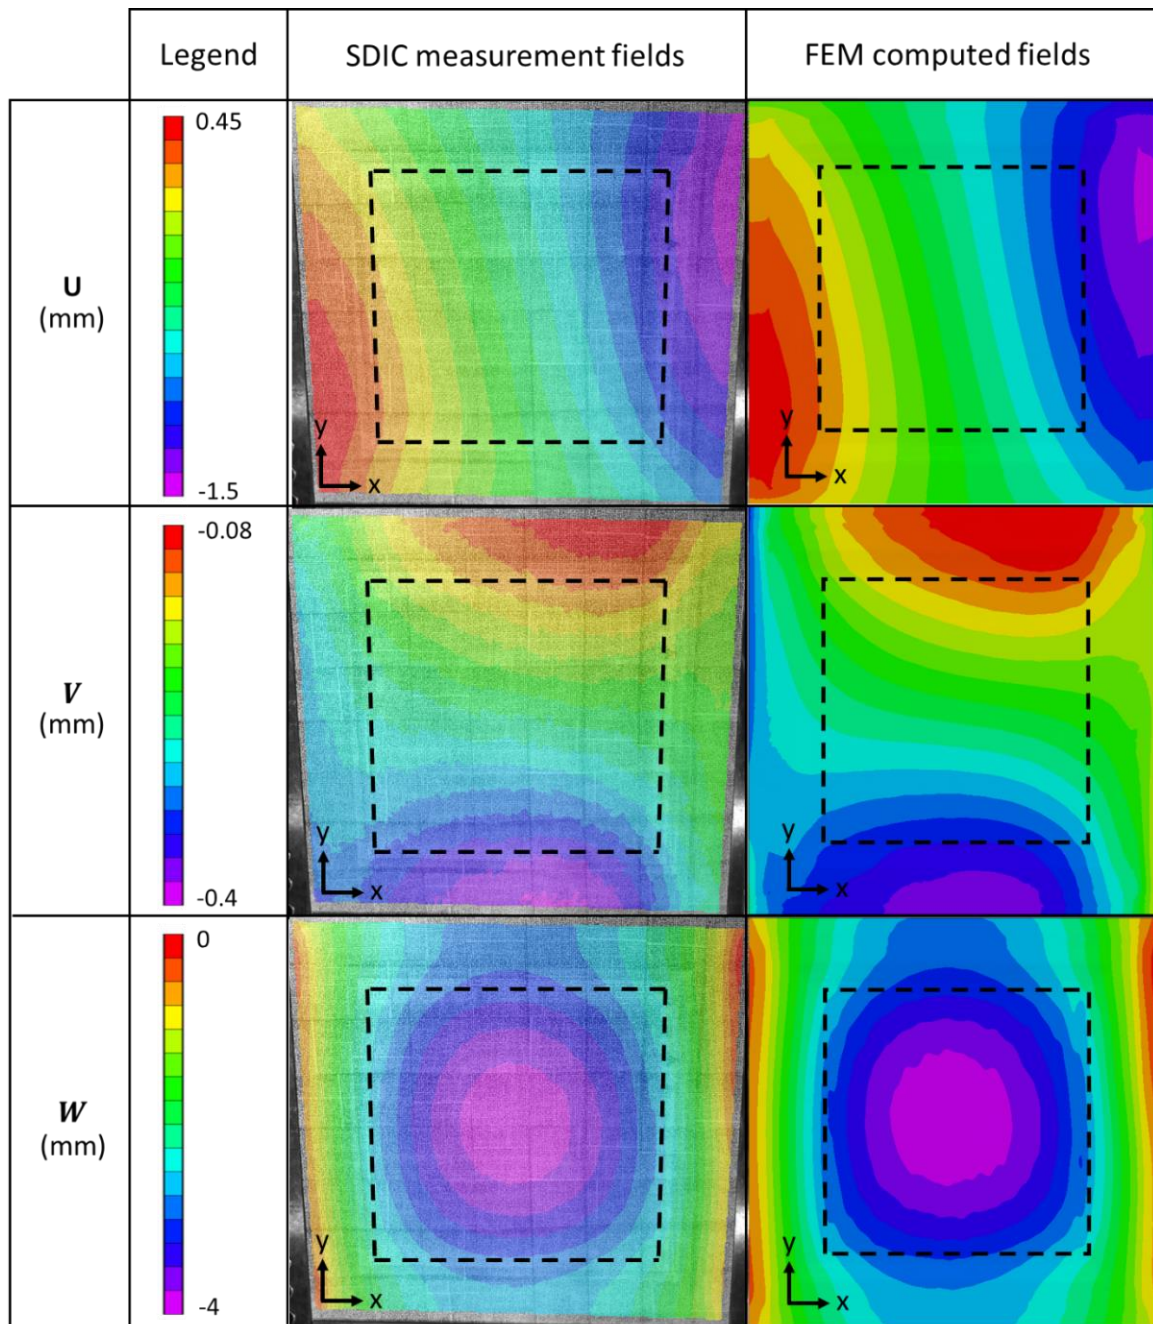 Legend
SDIC measurement fields
FEM computed fields
U
(mm)
0.45
-1.5
y
x
y
x
V
(mm)
-0.08
-0.4
y
x
y
x
W
(mm)
0
-4
y
x
y
x